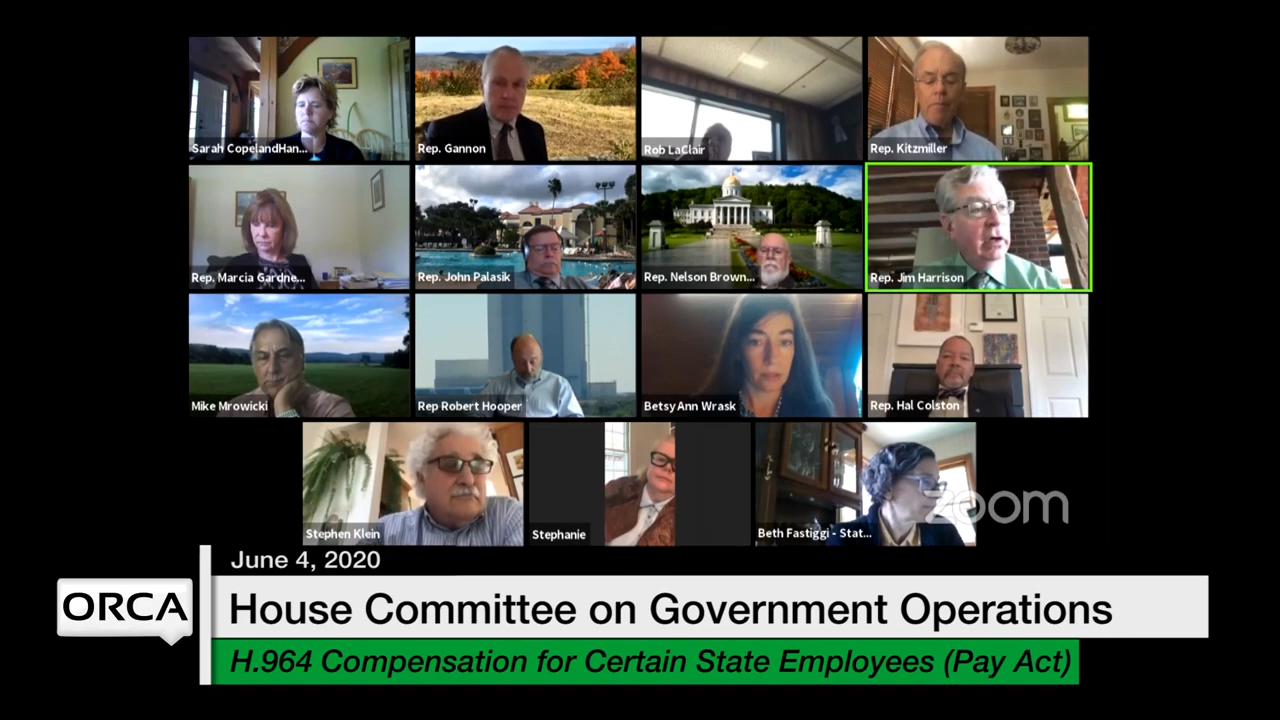 Sarah CopelandHan...
Rep. Gannon
Rob LaClair
Rep. Kitzmiller
Rep. Marcia Gardne...
Rep. John Palasik
Rep. Nelson Brown...
Rep. Jim Harrison
Mike Mrowicki
Rep Robert Hooper
Betsy Ann Wrask
Rep. Hal Colston
Stephen Klein
Stephanie
Beth Fastiggi - Stat...
zoom
June 4, 2020
ORCA
House Committee on Government Operations
H.964 Compensation for Certain State Employees (Pay Act)